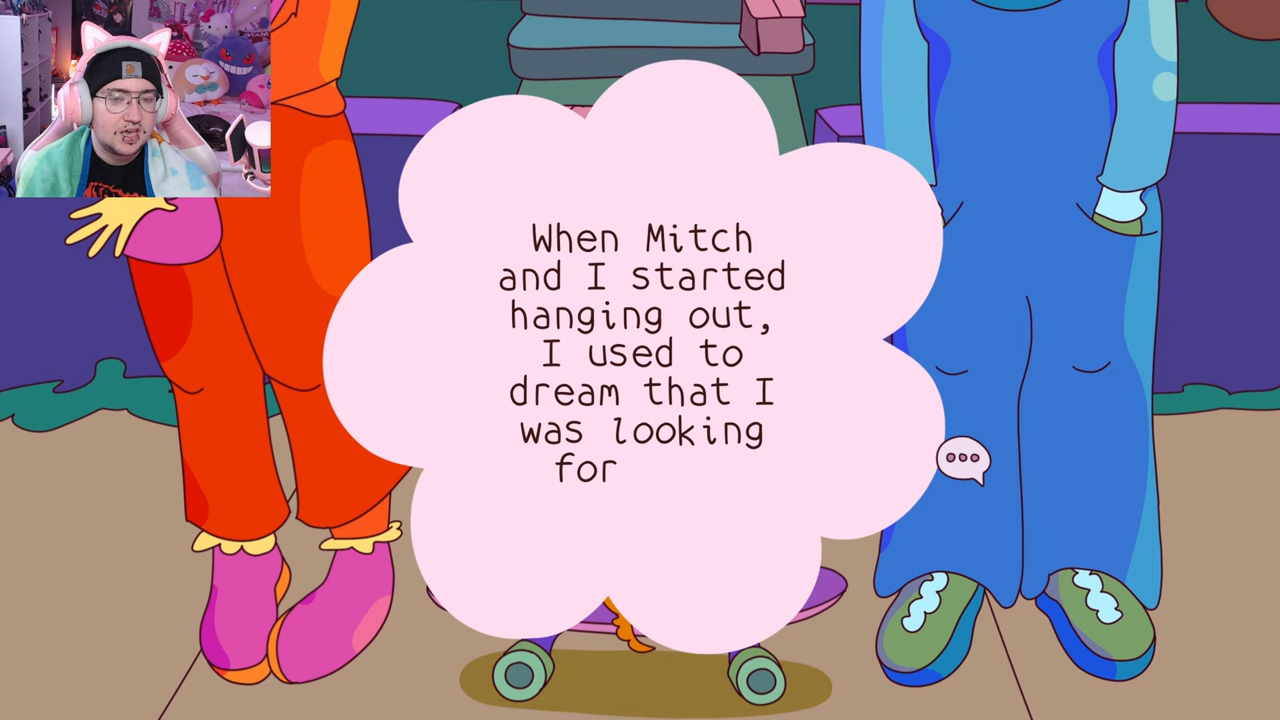 When Mitch
and I started
hanging out,
I used to
dream that I
was looking
for